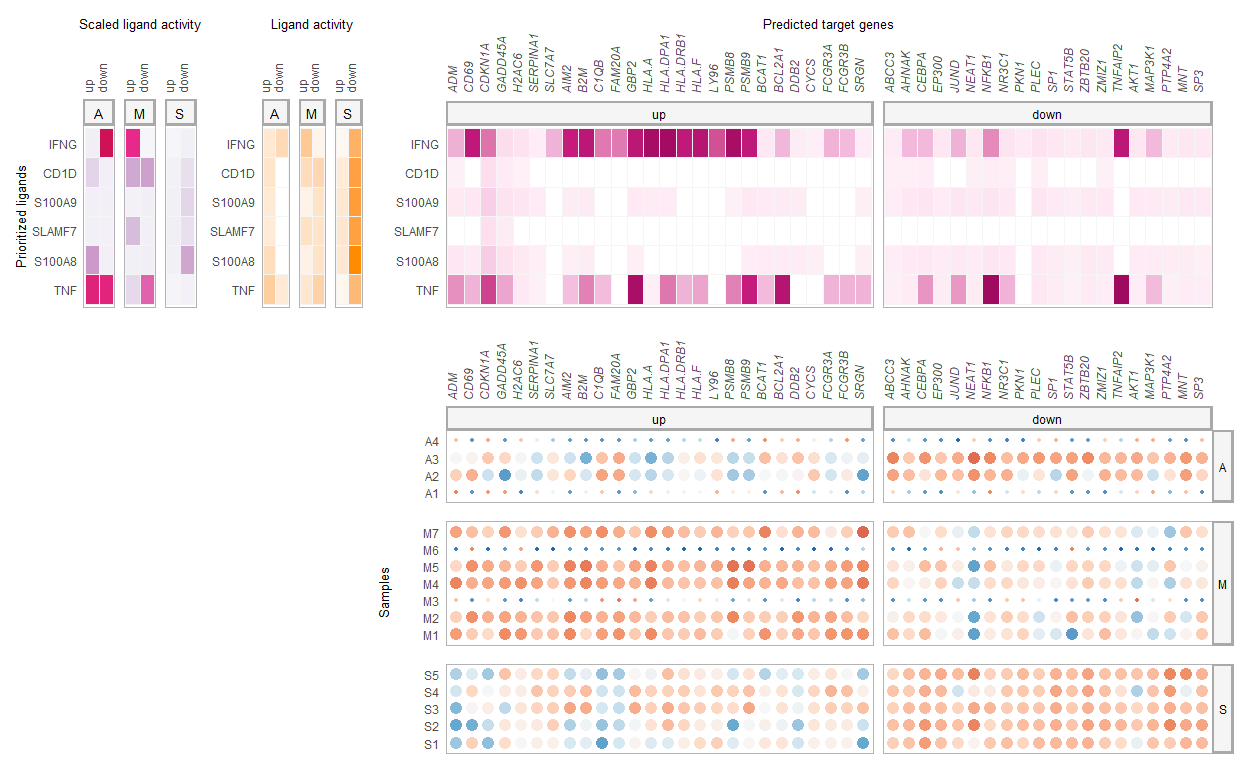 Scaled ligand activity
Ligand activity
Predicted target genes
up down up down up down
up down up down up down
ADM CD69 CDKN1A GADD45A H2AC6 SERPINA1 SLC7A7 AIM2 B2M C1QB FAM20A GBP2 HLA.A HLA.DPA1 HLA.DRB1 HLA.F LY96 PSMB8 PSMB9 BCAT1 BCL2A1 DDB2 CYCS FCGR3A FCGR3B SRGN
ABCC3 AHNAK CEBPA EP300 JUND NEAT1 NFKB1 NR3C1 PKN1 PLEC SP1 STAT5B ZBTB20 ZMIZ1 TNFAIP2 AKT1 MAP3K1 PTP4A2 MNT SP3
A M S
A M S
up
down
Prioritized ligands
IFNG
CD1D
S100A9
SLAMF7
S100A8
TNF
IFNG
CD1D
S100A9
SLAMF7
S100A8
TNF
IFNG
CD1D
S100A9
SLAMF7
S100A8
TNF
ADM CD69 CDKN1A GADD45A H2AC6 SERPINA1 SLC7A7 AIM2 B2M C1QB FAM20A GBP2 HLA.A HLA.DPA1 HLA.DRB1 HLA.F LY96 PSMB8 PSMB9 BCAT1 BCL2A1 DDB2 CYCS FCGR3A FCGR3B SRGN
ABCC3 AHNAK CEBPA EP300 JUND NEAT1 NFKB1 NR3C1 PKN1 PLEC SP1 STAT5B ZBTB20 ZMIZ1 TNFAIP2 AKT1 MAP3K1 PTP4A2 MNT SP3
up
down
Samples
A4
A3
A2
A1
A
M7
M6
M5
M4
M3
M2
M1
M
S5
S4
S3
S2
S1
S